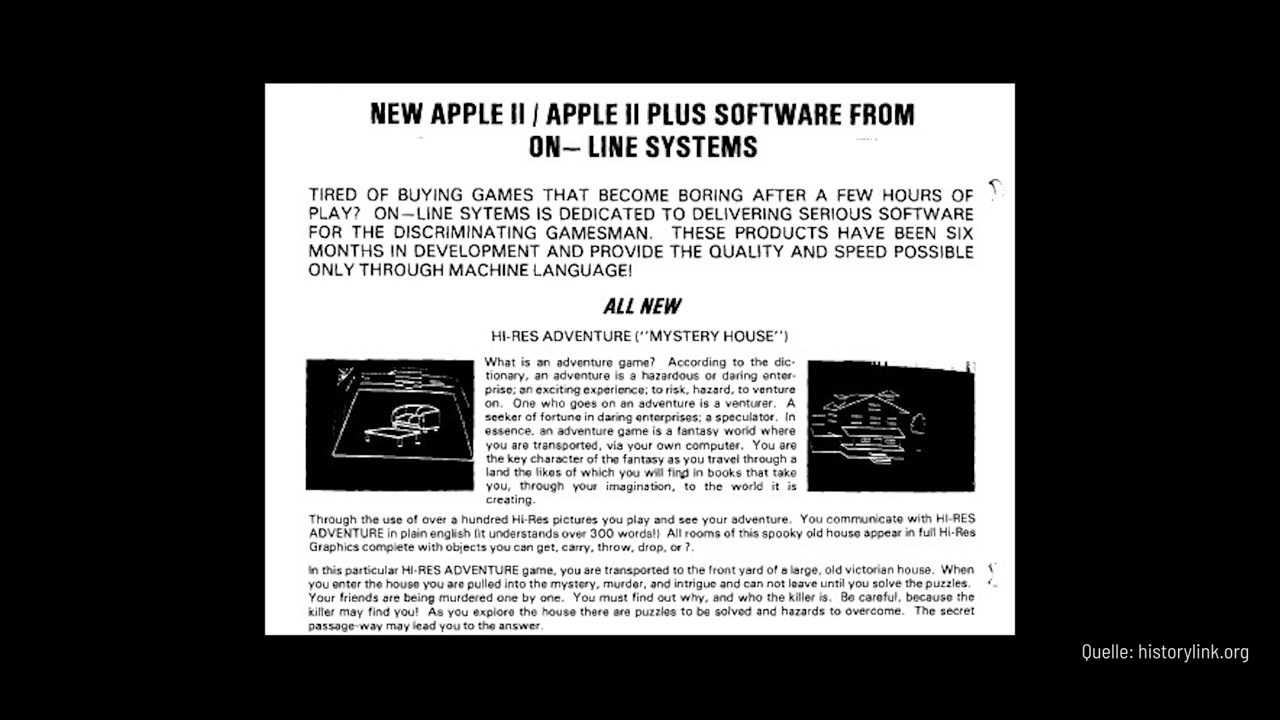 NEW APPLE II / APPLE II PLUS SOFTWARE FROM
ON– LINE SYSTEMS
TIRED OF BUYING GAMES THAT BECOME BORING AFTER A FEW HOURS OF
PLAY? ON–LINE SYTEMS IS DEDICATED TO DELIVERING SERIOUS SOFTWARE
FOR THE DISCRIMINATING GAMESMAN. THESE PRODUCTS HAVE BEEN SIX
MONTHS IN DEVELOPMENT AND PROVIDE THE QUALITY AND SPEED POSSIBLE
ONLY THROUGH MACHINE LANGUAGE!
ALL NEW
HI-RES ADVENTURE (''MYSTERY HOUSE'')
What is an adventure game? According to the dic-
tionary, an adventure is a hazardous or daring enter-
prise; an exciting experience; to risk, hazard, to venture
on. One who goes on an adventure is a venturer. A
seeker of fortune in daring enterprises; a speculator. In
essence, an adventure game is a fantasy world where
you are transported, via your own computer. You are
the key character of the fantasy as you travel through a
land the likes of which you will find in books that take
you, through your imagination, to the world it is
creating.
Through the use of over a hundred Hi-Res pictures you play and see your adventure. You communicate with HI-RES
ADVENTURE in plain english (it understands over 300 words!) All rooms of this spooky old house appear in full Hi-Res
Graphics complete with objects you can get, carry, throw, drop, or ?.
In this particular HI-RES ADVENTURE game, you are transported to the front yard of a large, old victorian house. When
you enter the house you are pulled into the mystery, murder, and intrigue and can not leave until you solve the puzzles.
Your friends are being murdered one by one. You must find out why, and who the killer is. Be careful, because the
killer may find you! As you explore the house there are puzzles to be solved and hazards to overcome. The secret
passage-way may lead you to the answer.
Quelle: historylink.org